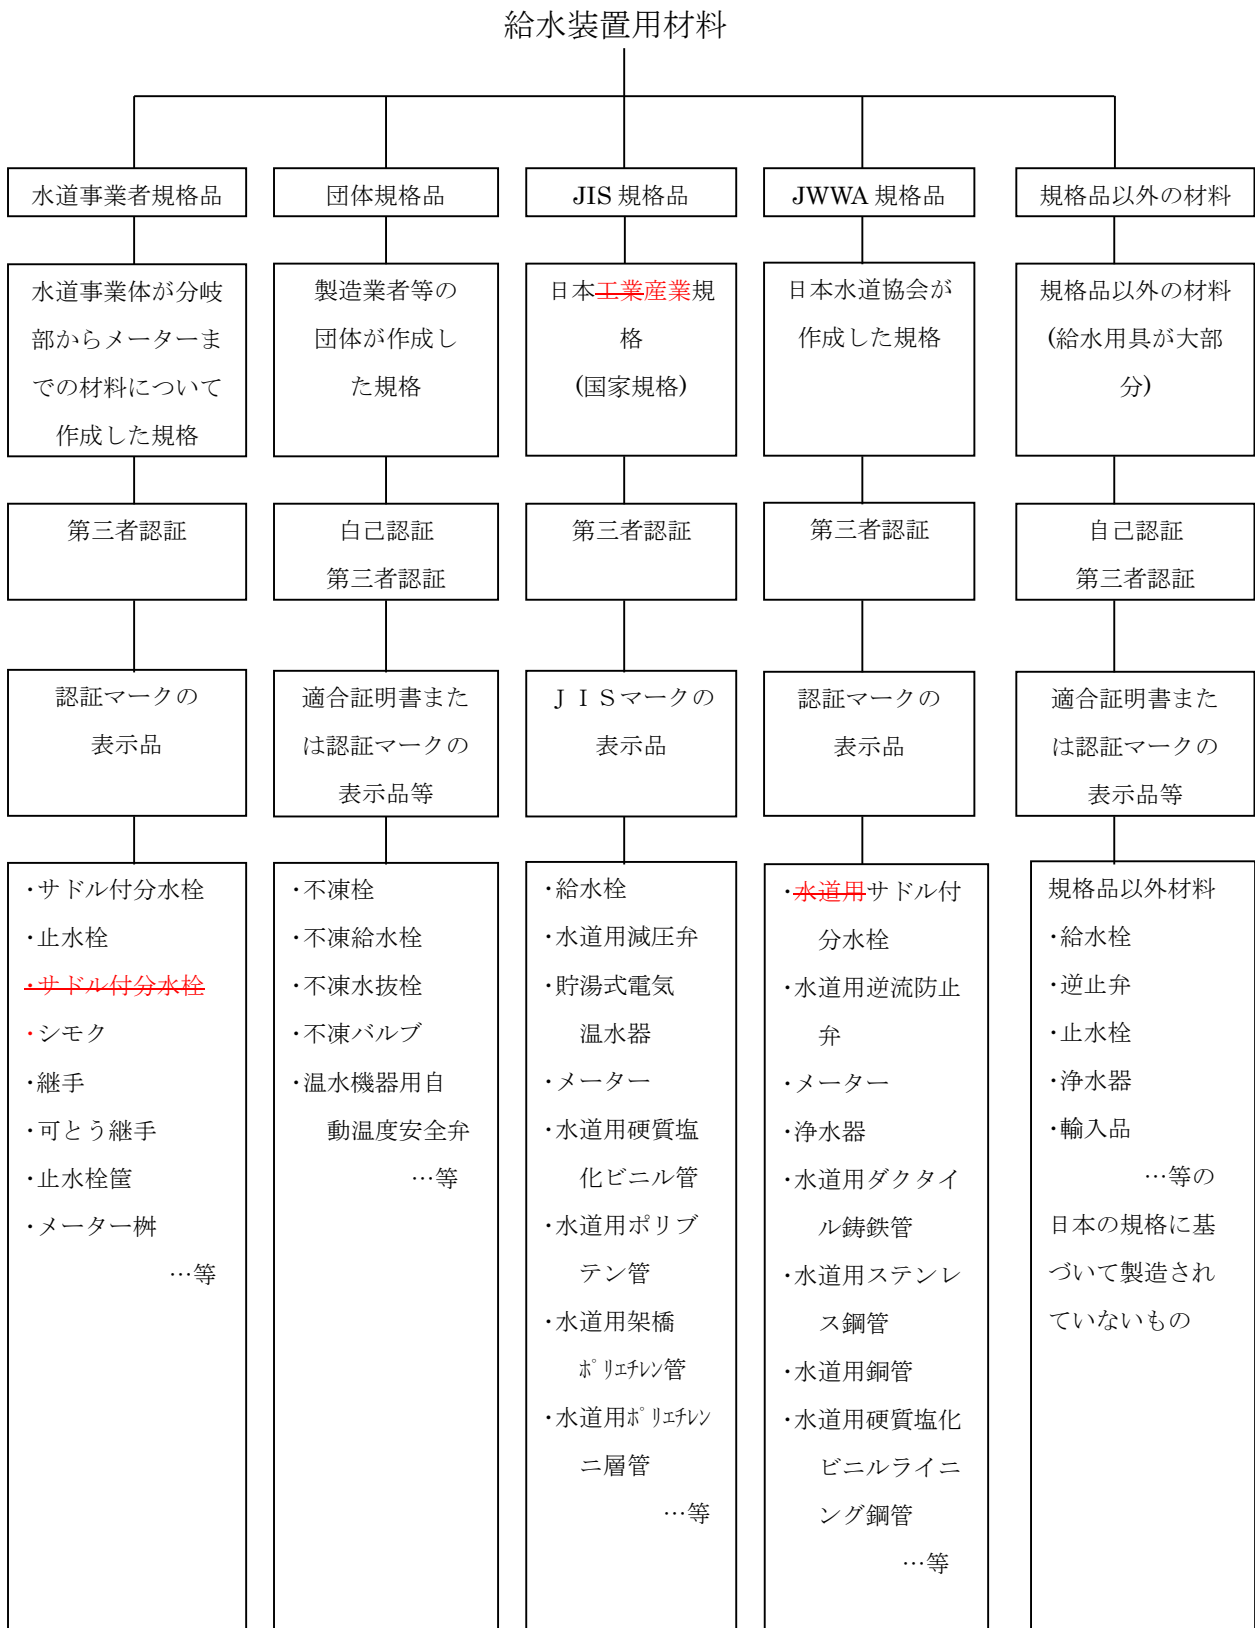 給水装置用材料
水道事業者規格品
団体規格品
JIS 規格品
JWWA 規格品
規格品以外の材料
水道事業体が分岐
部からメーターま
での材料について
作成した規格
製造業者等の
団体が作成し
た規格
日本工業産業規
格
(国家規格)
日本水道協会が
作成した規格
規格品以外の材料
(給水用具が大部
分)
第三者認証
白己認証
第三者認証
第三者認証
第三者認証
自己認証
第三者認証
認証マークの
表示品
適合証明書また
は認証マークの
表示品等
ＪＩＳマークの
表示品
認証マークの
表示品
適合証明書また
は認証マークの
表示品等
・サドル付分水栓
・止水栓
・サドル付分水栓
・シモク
・継手
・可とう継手
・止水栓筐
・メーター桝
…等
・不凍栓
・不凍給水栓
・不凍水抜栓
・不凍バルブ
・温水機器用自
動温度安全弁
…等
・給水栓
・水道用減圧弁
・貯湯式電気
温水器
・メーター
・水道用硬質塩
化ビニル管
・水道用ポリブ
テン管
・水道用架橋
ﾎﾟﾘｴﾁﾚﾝ管
・水道用ﾎﾟﾘｴﾁﾚﾝ
ニ層管
…等
・水道用サドル付
分水栓
・水道用逆流防止
弁
・メーター
・浄水器
・水道用ダクタイ
ル鋳鉄管
・水道用ステンレ
ス鋼管
・水道用銅管
・水道用硬質塩化
ビニルライニ
ング鋼管
…等
規格品以外材料
・給水栓
・逆止弁
・止水栓
・浄水器
・輸入品
…等の
日本の規格に基
づいて製造され
ていないもの